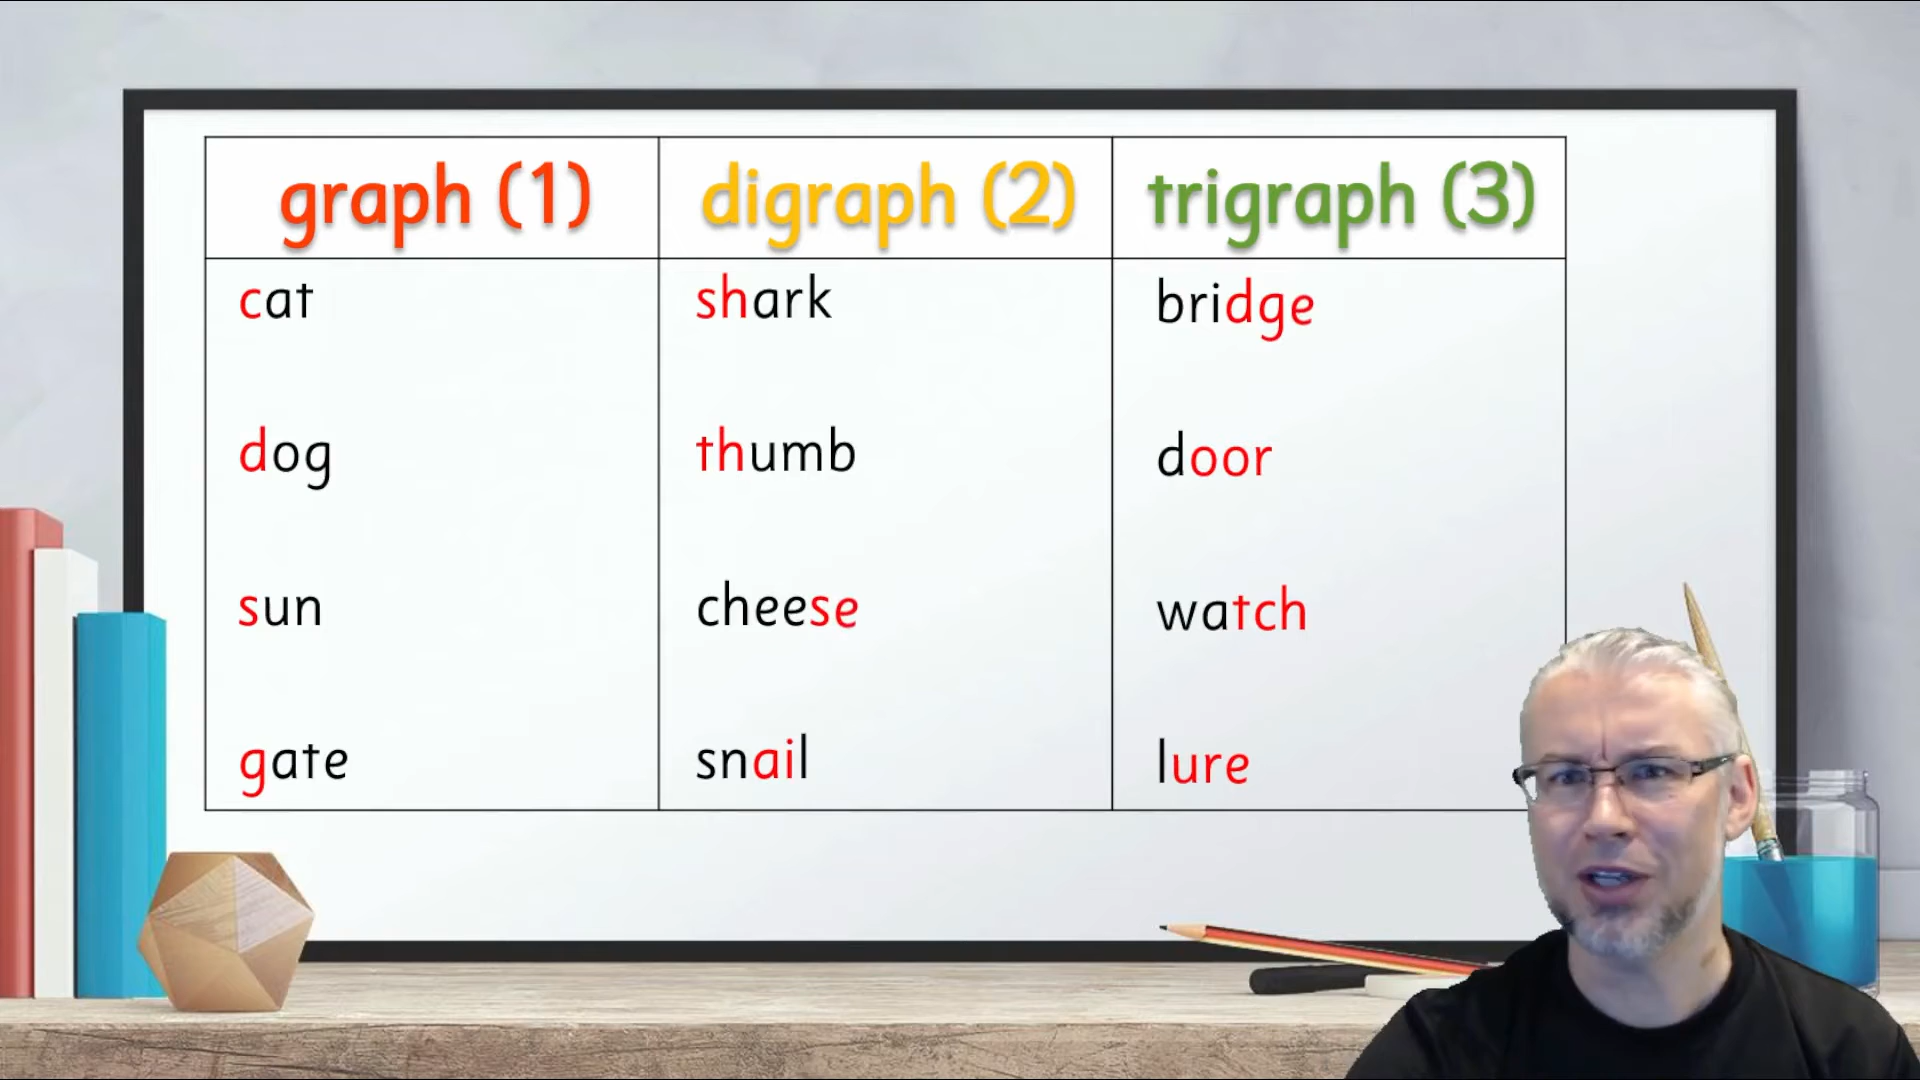 graph (1) digraph (2) trigraph (3)
cat shark bridge
dog thumb door
sun cheese watch
gate snail lure